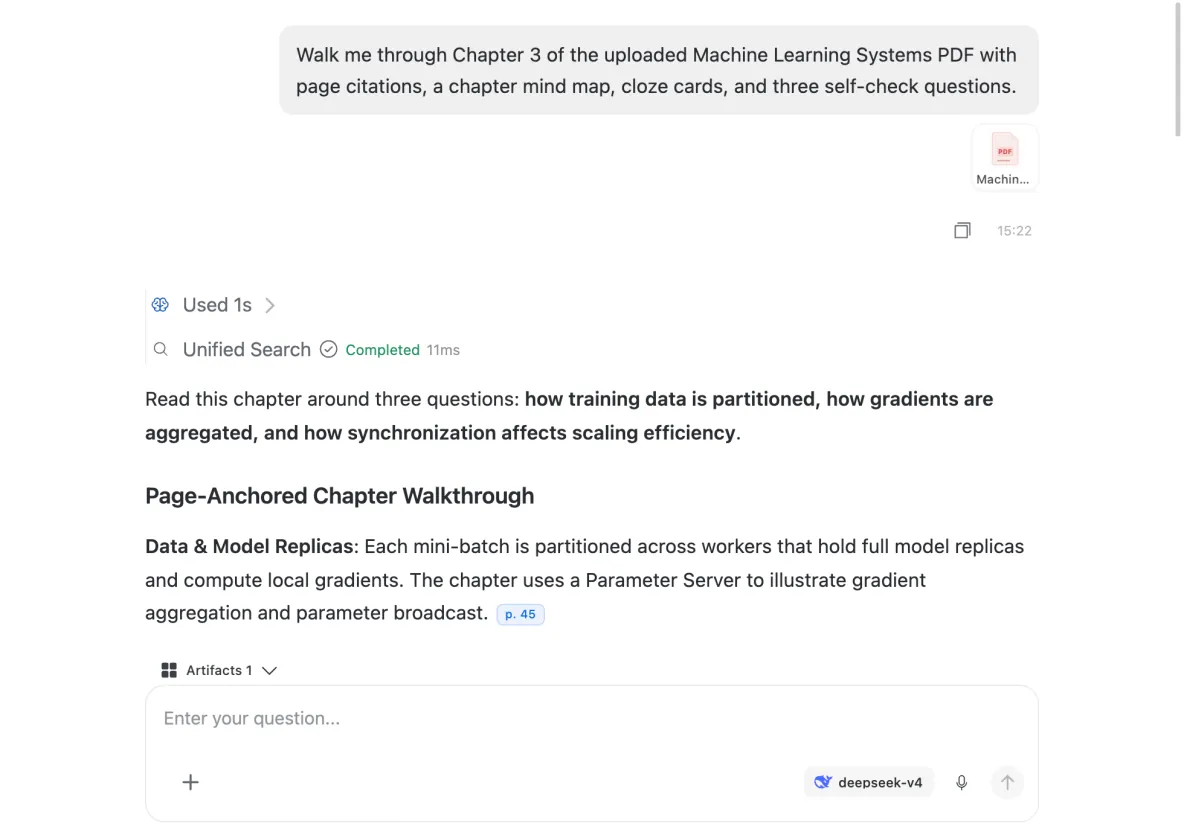 Walk me through Chapter 3 of the uploaded Machine Learning Systems PDF with
page citations, a chapter mind map, cloze cards, and three self-check questions.
PDF
Machin...
15:22
Used 1s
Unified Search Completed 11ms
Read this chapter around three questions: how training data is partitioned, how gradients are
aggregated, and how synchronization affects scaling efficiency.
Page-Anchored Chapter Walkthrough
Data & Model Replicas: Each mini-batch is partitioned across workers that hold full model replicas
and compute local gradients. The chapter uses a Parameter Server to illustrate gradient
aggregation and parameter broadcast. p. 45
Artifacts 1
Enter your question...
deepseek-v4